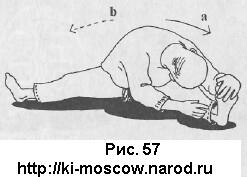 b a
Рис. 57
http://ki-moscow.narod.ru